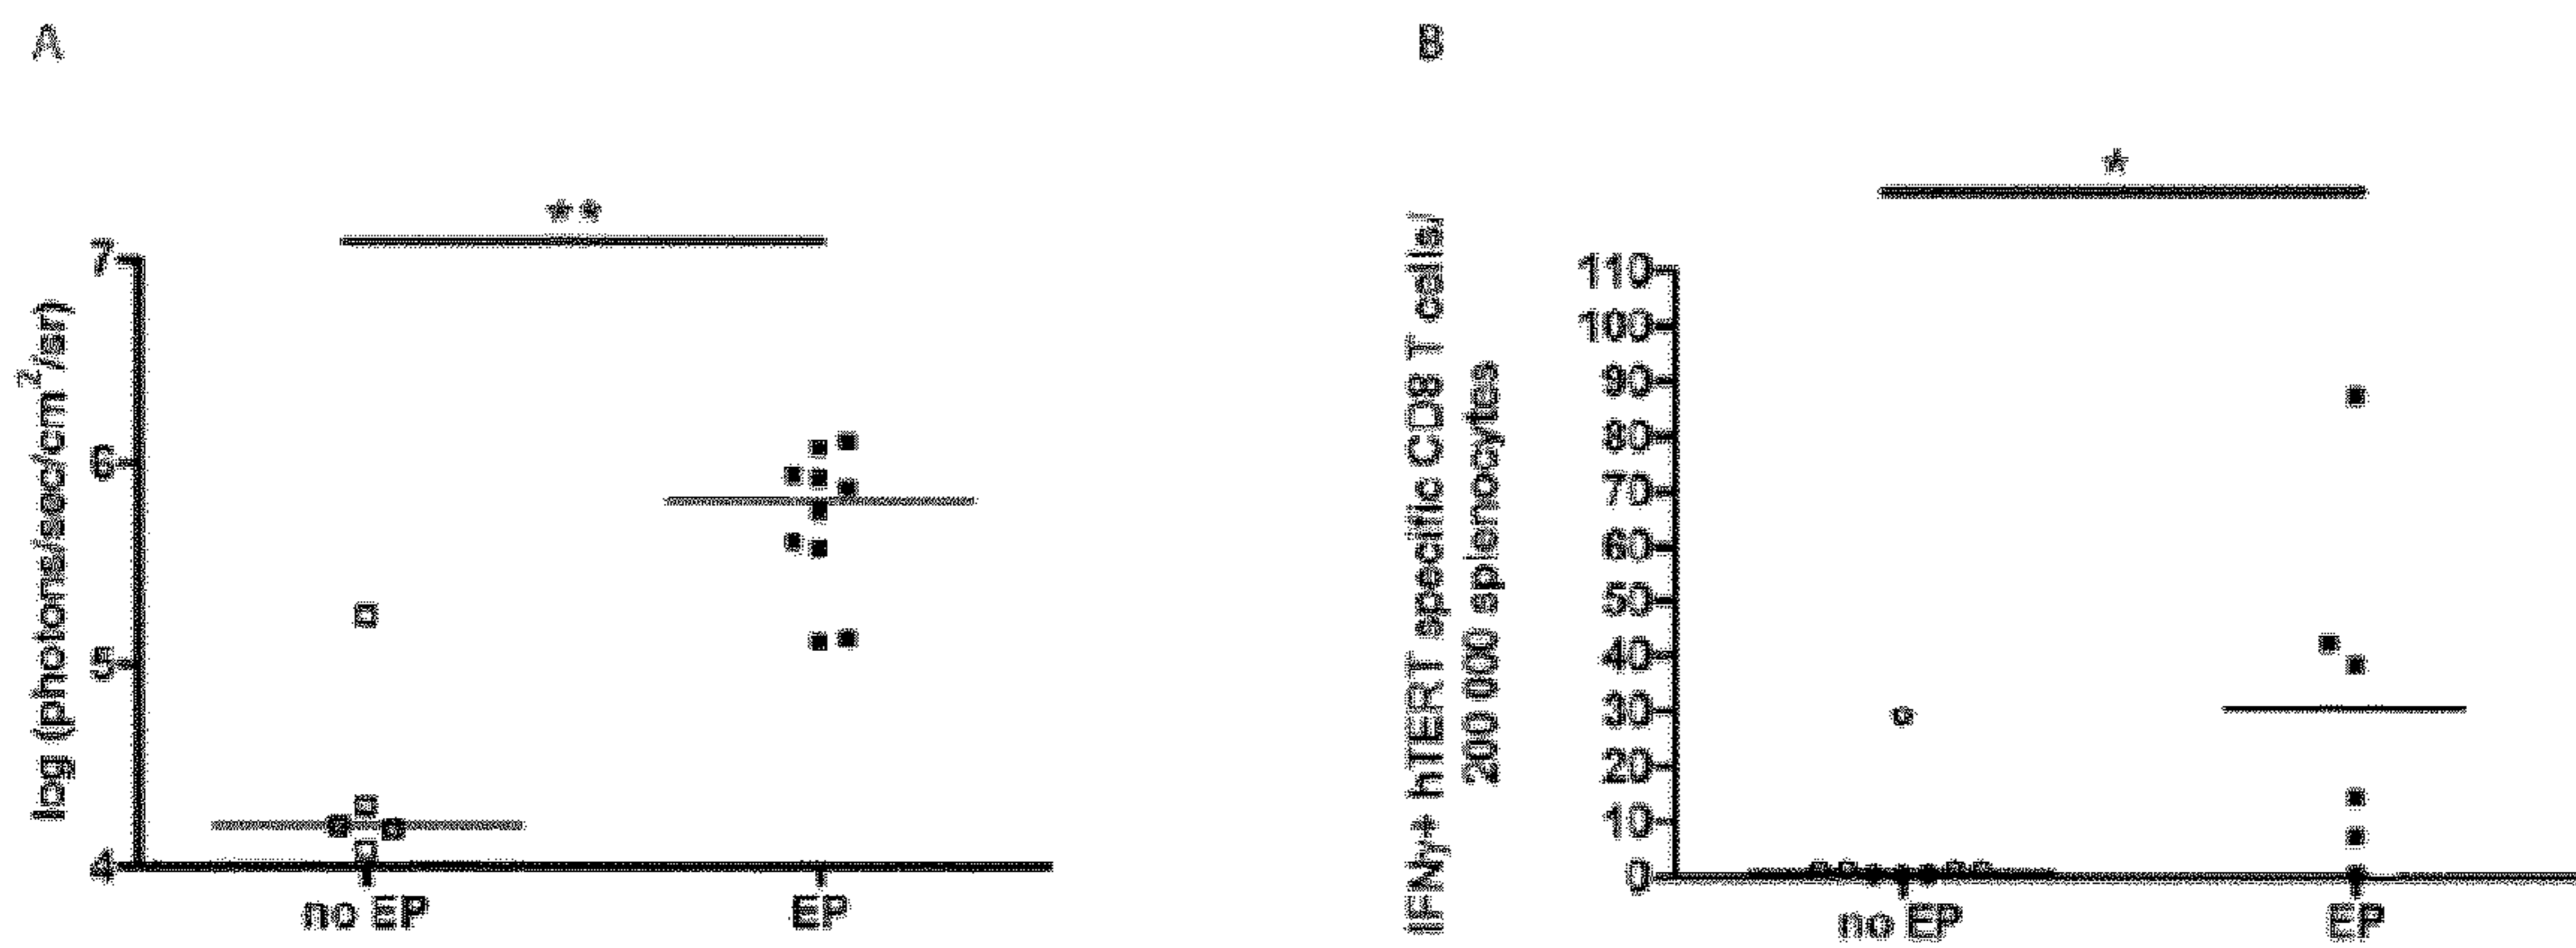 A
**
7
6
5
4
log (photons/sec/cm²/sr)
no EP
EP
B
*
110
100
90
80
70
60
50
40
30
20
10
0
IFNγ+ hTERT specific CD8 T cells/
200 000 splenocytes
no EP
EP